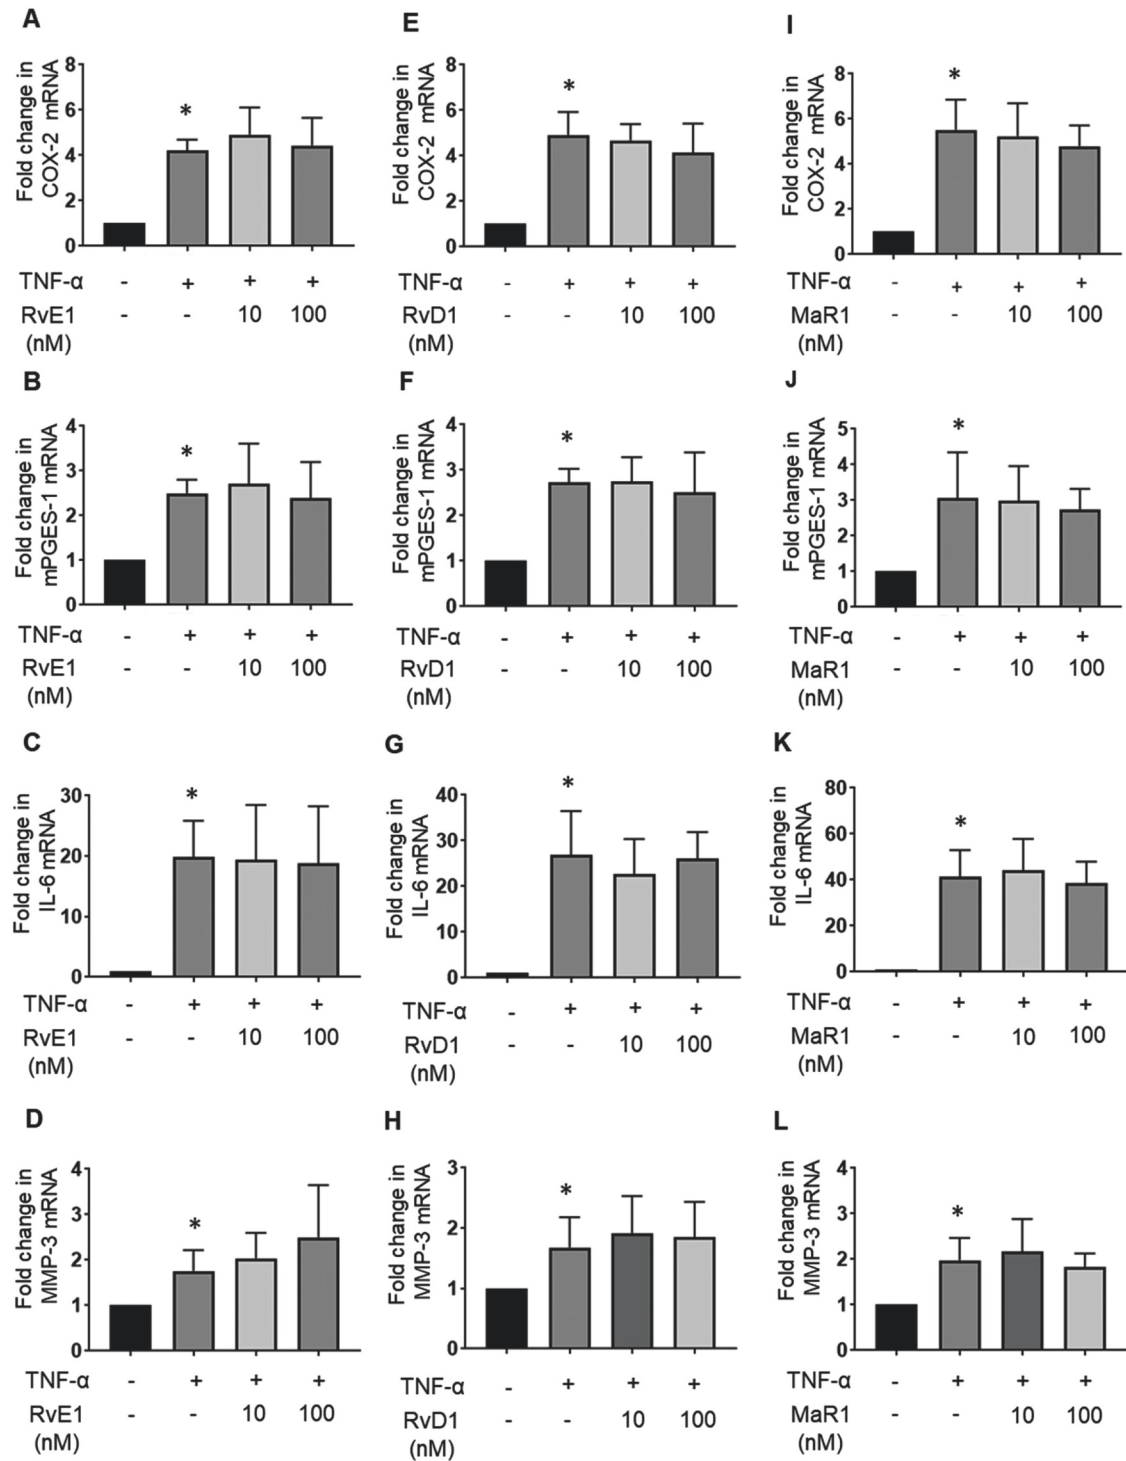 A
Fold change in
COX-2 mRNA
8
6
4
2
0
*
TNF-α - + + +
RvE1 - - 10 100
(nM)
E
Fold change in
COX-2 mRNA
8
6
4
2
0
*
TNF-α - + + +
RvD1 - - 10 100
(nM)
I
Fold change in
COX-2 mRNA
8
6
4
2
0
*
TNF-α - + + +
MaR1 - - 10 100
(nM)
B
Fold change in
mPGES-1 mRNA
4
3
2
1
0
*
TNF-α - + + +
RvE1 - - 10 100
(nM)
F
Fold change in
mPGES-1 mRNA
4
3
2
1
0
*
TNF-α - + + +
RvD1 - - 10 100
(nM)
J
Fold change in
mPGES-1 mRNA
5
4
3
2
1
0
*
TNF-α - + + +
MaR1 - - 10 100
(nM)
C
Fold change in
IL-6 mRNA
30
20
10
0
*
TNF-α - + + +
RvE1 - - 10 100
(nM)
G
Fold change in
IL-6 mRNA
40
30
20
10
0
*
TNF-α - + + +
RvD1 - - 10 100
(nM)
K
Fold change in
IL-6 mRNA
80
60
40
20
0
*
TNF-α - + + +
MaR1 - - 10 100
(nM)
D
Fold change in
MMP-3 mRNA
4
3
2
1
0
*
TNF-α - + + +
RvE1 - - 10 100
(nM)
H
Fold change in
MMP-3 mRNA
3
2
1
0
*
TNF-α - + + +
RvD1 - - 10 100
(nM)
L
Fold change in
MMP-3 mRNA
4
3
2
1
0
*
TNF-α - + + +
MaR1 - - 10 100
(nM)